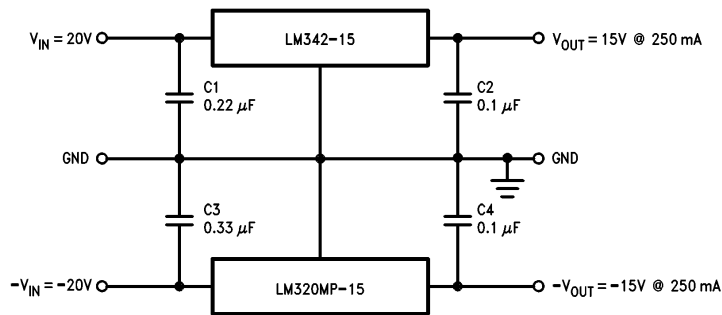 V_IN = 20V
LM342-15
V_OUT = 15V @ 250 mA
C1
0.22 μF
C2
0.1 μF
GND
GND
C3
0.33 μF
C4
0.1 μF
-V_IN = -20V
LM320MP-15
-V_OUT = -15V @ 250 mA